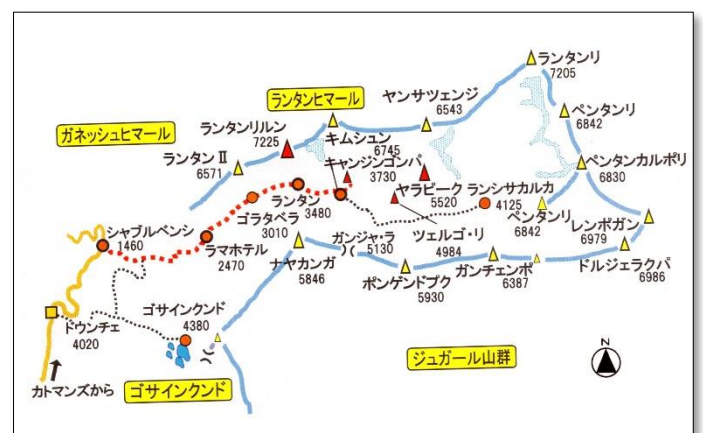 ランタンリ
7205
ランタンヒマール
ヤンサツェンジ
6543
ペンタンリ
6842
ガネッシュヒマール
ランタンリルン
7225
キムシュン
6745
ランタンⅡ
6571
キャンジンゴンパ
3730
ペンタンカルポリ
6830
ヤラピーク
5520
ランシサカルカ
4125
ランタン
3480
ゴラタベラ
3010
ペンタンリ
6842
レンポガン
6979
シャブルベンシ
1460
ラマホテル
2470
ツェルゴ・リ
4984
ガンジャ・ラ
5130
ナヤカンガ
5846
ポンゲンドプク
5930
ガンチェンポ
6387
ドルジェラクパ
6986
ゴサインクンド
4380
ドウンチェ
4020
N
ジュガール山群
カトマンズから
ゴサインクンド